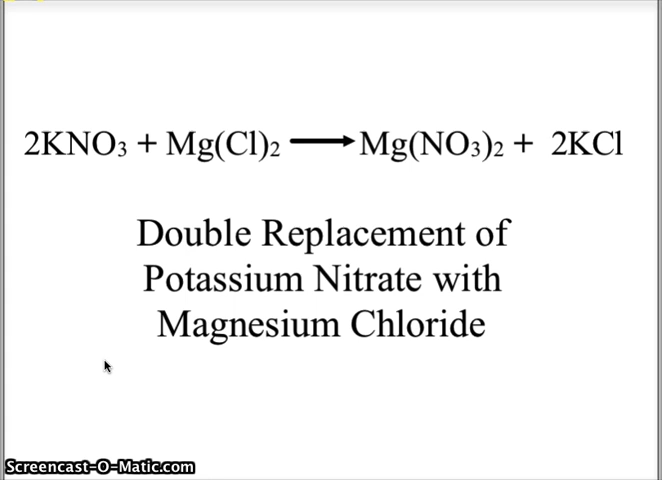 2KNO₃ + Mg(Cl)₂ ⟶ Mg(NO₃)₂ + 2KCl
Double Replacement of
Potassium Nitrate with
Magnesium Chloride
Screencast-O-Matic.com